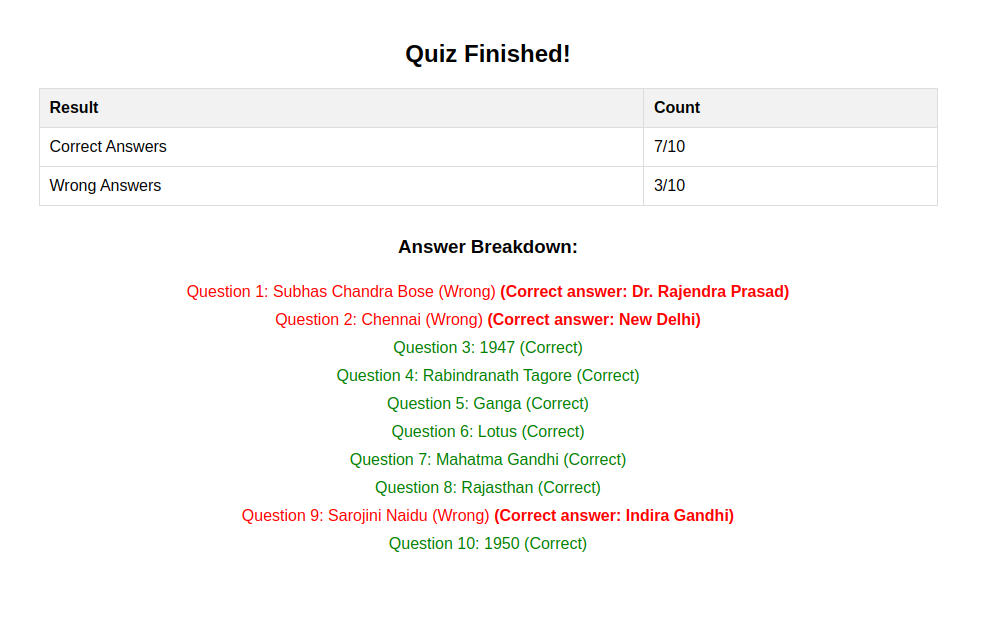 Quiz Finished!
Result Count
Correct Answers 7/10
Wrong Answers 3/10
Answer Breakdown:
Question 1: Subhas Chandra Bose (Wrong) (Correct answer: Dr. Rajendra Prasad)
Question 2: Chennai (Wrong) (Correct answer: New Delhi)
Question 3: 1947 (Correct)
Question 4: Rabindranath Tagore (Correct)
Question 5: Ganga (Correct)
Question 6: Lotus (Correct)
Question 7: Mahatma Gandhi (Correct)
Question 8: Rajasthan (Correct)
Question 9: Sarojini Naidu (Wrong) (Correct answer: Indira Gandhi)
Question 10: 1950 (Correct)